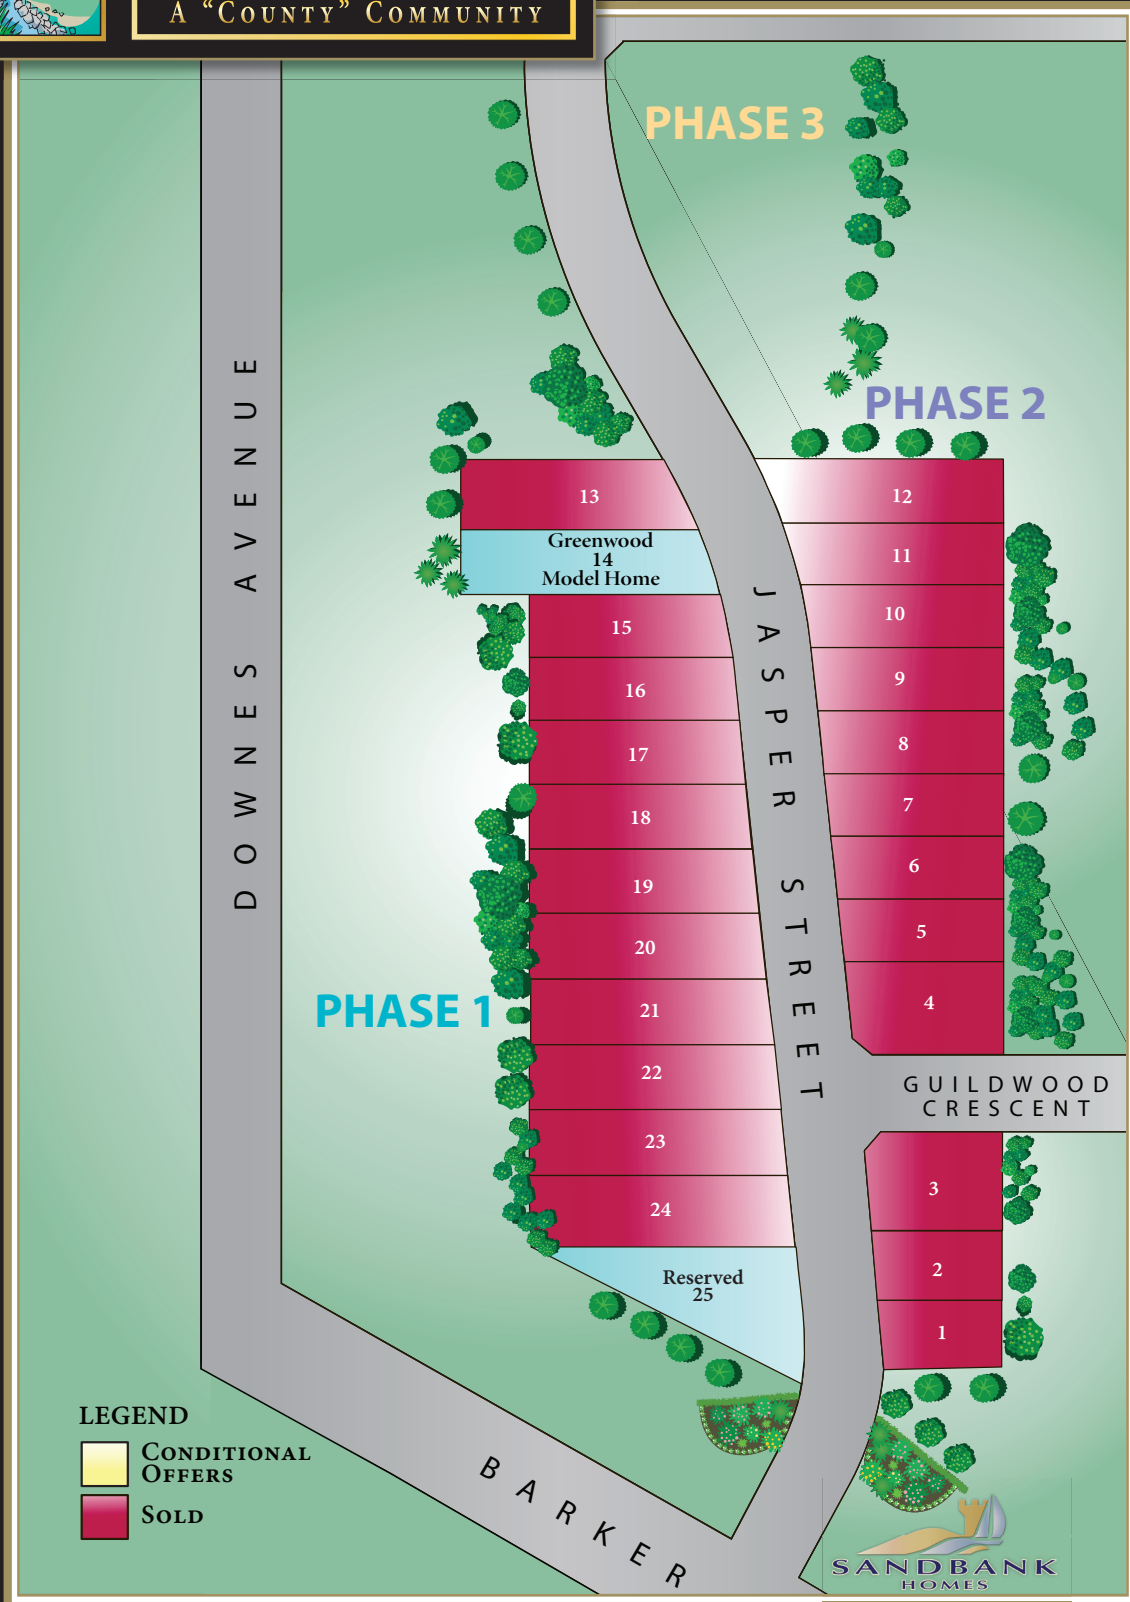 A “COUNTY” COMMUNITY
PHASE 3
PHASE 2
DOWNES AVENUE
13
12
Greenwood
14
Model Home
11
JASPER STREET
15
10
16
9
17
8
18
7
19
6
20
5
PHASE 1
21
4
22
GUILDWOOD
CRESCENT
23
24
3
Reserved
25
2
1
LEGEND
CONDITIONAL
OFFERS
SOLD
BARKER
SANDBANK
HOMES